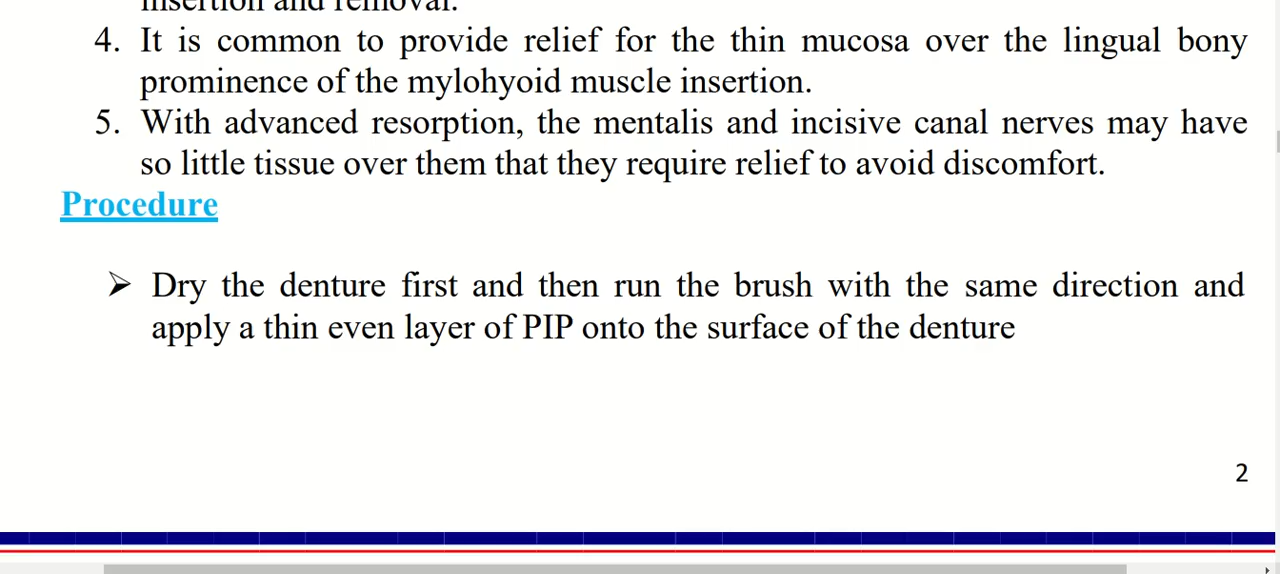 insertion and removal.
4. It is common to provide relief for the thin mucosa over the lingual bony
prominence of the mylohyoid muscle insertion.
5. With advanced resorption, the mentalis and incisive canal nerves may have
so little tissue over them that they require relief to avoid discomfort.
Procedure
➢ Dry the denture first and then run the brush with the same direction and
apply a thin even layer of PIP onto the surface of the denture
2